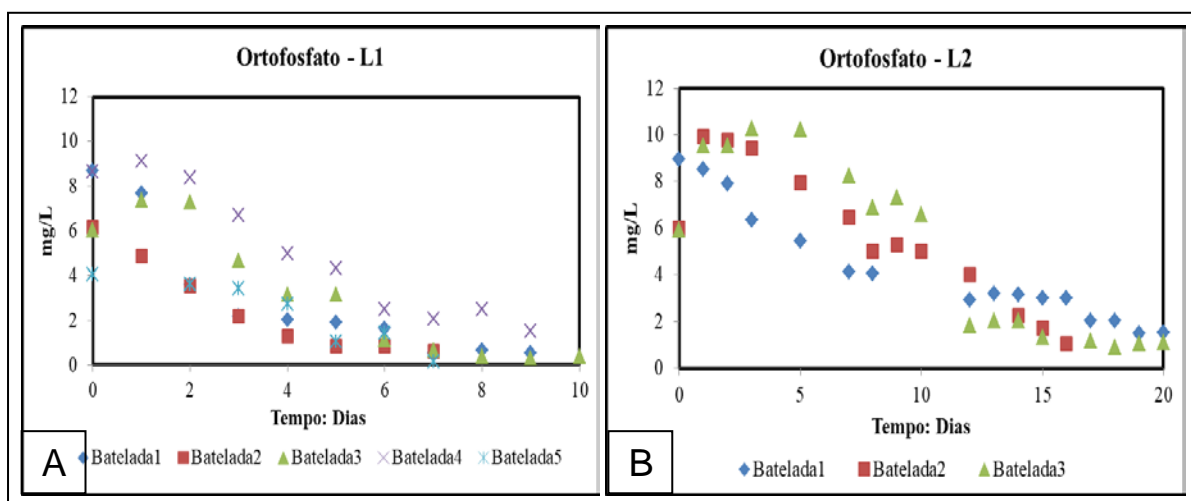 Ortofosfato - L1
12
10
8
6
4
2
0
mg/L
0 2 4 6 8 10
Tempo: Dias
A
Batelada1 Batelada2 Batelada3 Batelada4 Batelada5
Ortofosfato - L2
12
10
8
6
4
2
0
mg/L
0 5 10 15 20
Tempo: Dias
B
Batelada1 Batelada2 Batelada3